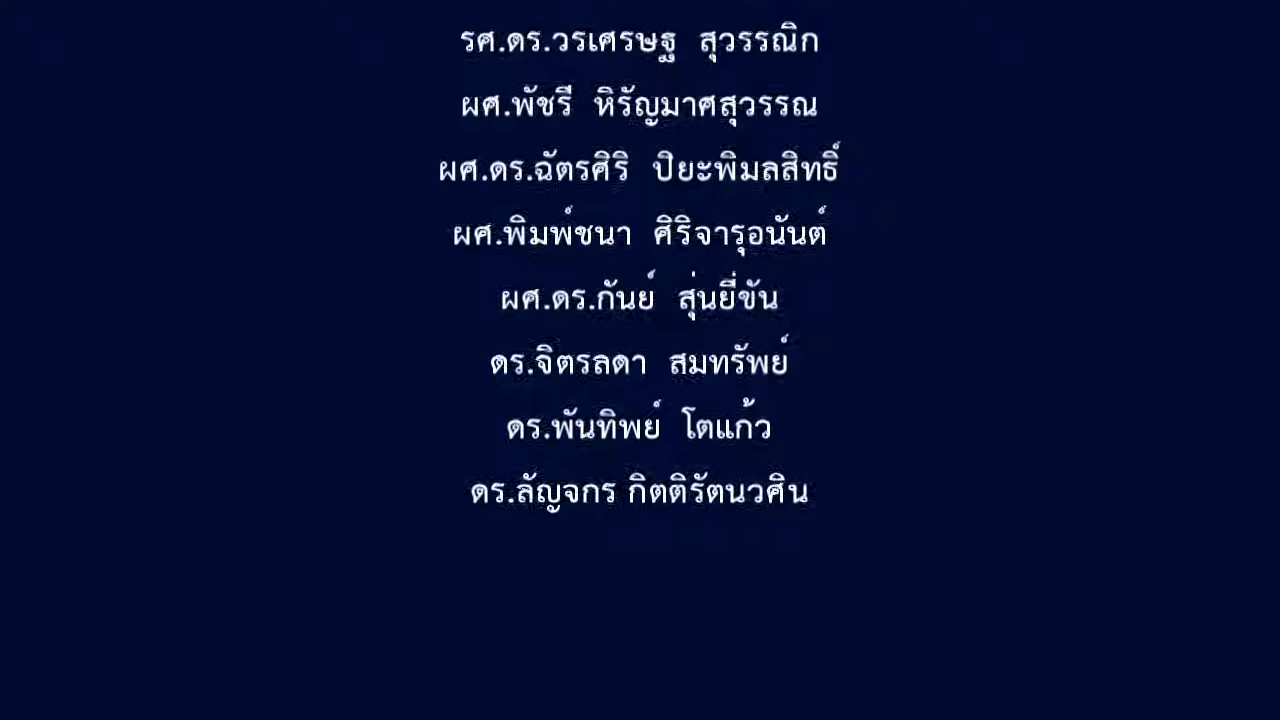 รศ.ดร.วรเศรษฐ สุวรรณิก
ผศ.พัชรี หิรัญมาศสุวรรณ
ผศ.ดร.ฉัตรศิริ ปิยะพิมลสิทธิ์
ผศ.พิมพ์ชนา ศิริจารุอนันต์
ผศ.ดร.กันย์ สุ่นยี่ขัน
ดร.จิตรลดา สมทรัพย์
ดร.พันทิพย์ โตแก้ว
ดร.ลัญจกร กิตติรัตนวศิน